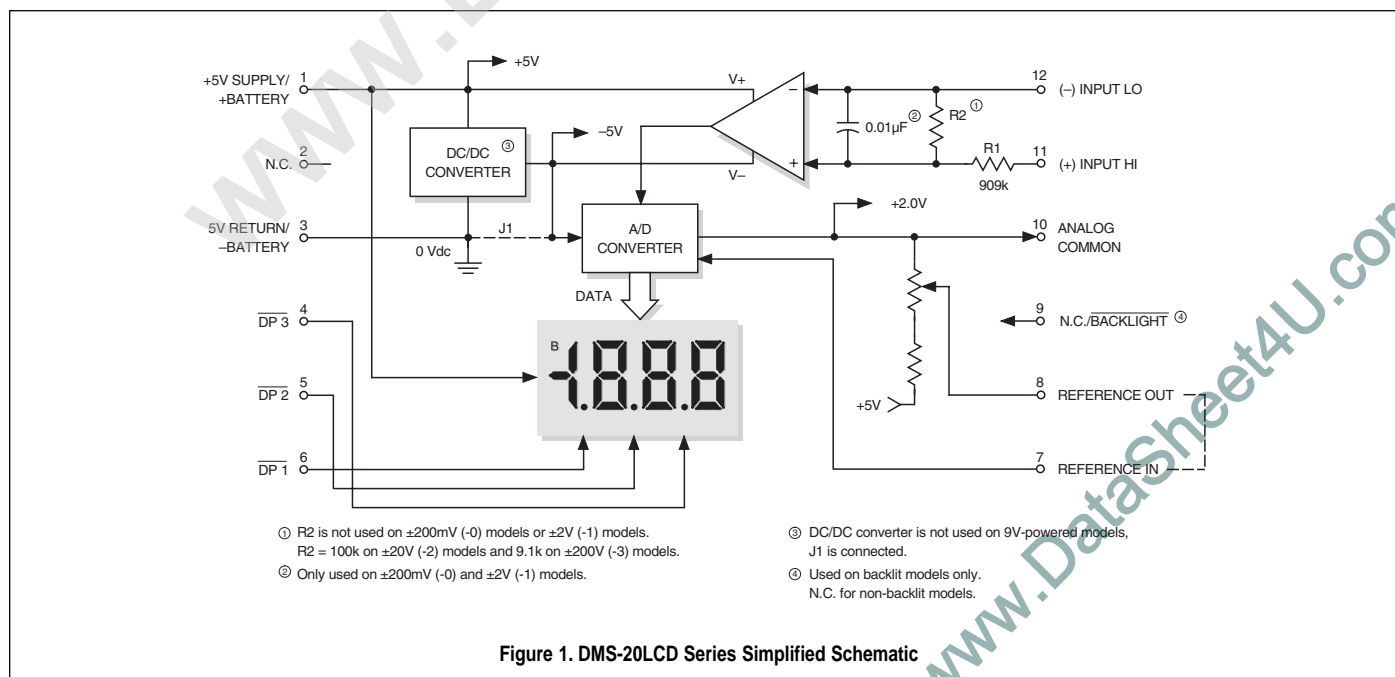 +5V
+5V SUPPLY/
+BATTERY
1
V+
12
(–) INPUT LO
–
0.01µF
②
R2
①
–5V
DC/DC
CONVERTER
③
2
N.C.
R1
909k
11
(+) INPUT HI
+
V–
+2.0V
5V RETURN/
–BATTERY
3
J1
0 Vdc
A/D
CONVERTER
10
ANALOG
COMMON
DATA
DP 3
4
9
N.C./BACKLIGHT ④
B
-1.8.8.8
DP 2
5
+5V
8
REFERENCE OUT
DP 1
6
7
REFERENCE IN
① R2 is not used on ±200mV (-0) models or ±2V (-1) models.
R2 = 100k on ±20V (-2) models and 9.1k on ±200V (-3) models.
② Only used on ±200mV (-0) and ±2V (-1) models.
③ DC/DC converter is not used on 9V-powered models,
J1 is connected.
④ Used on backlit models only.
N.C. for non-backlit models.
Figure 1. DMS-20LCD Series Simplified Schematic
www.
www.DataSheet4U.com